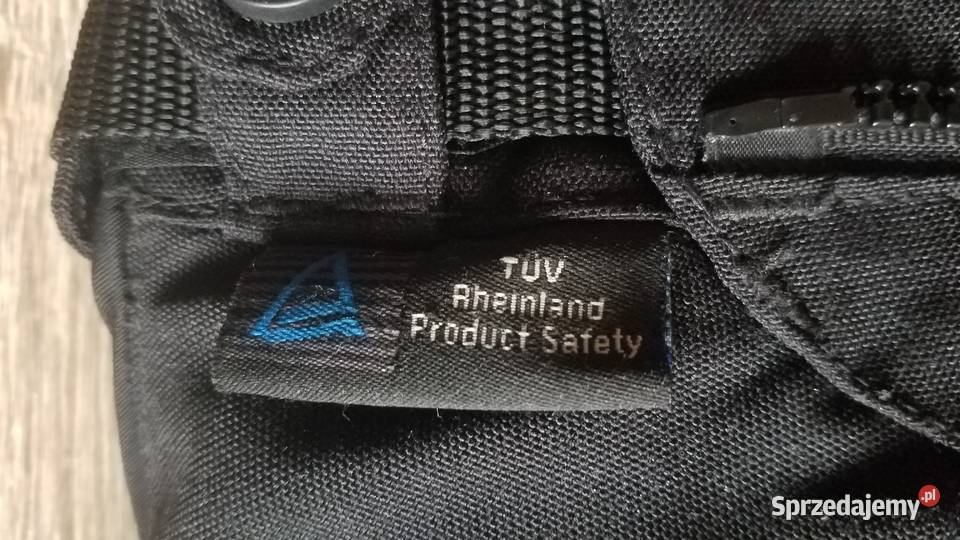 TÜV
Rheinland
Product Safety
Sprzedajemy.pl